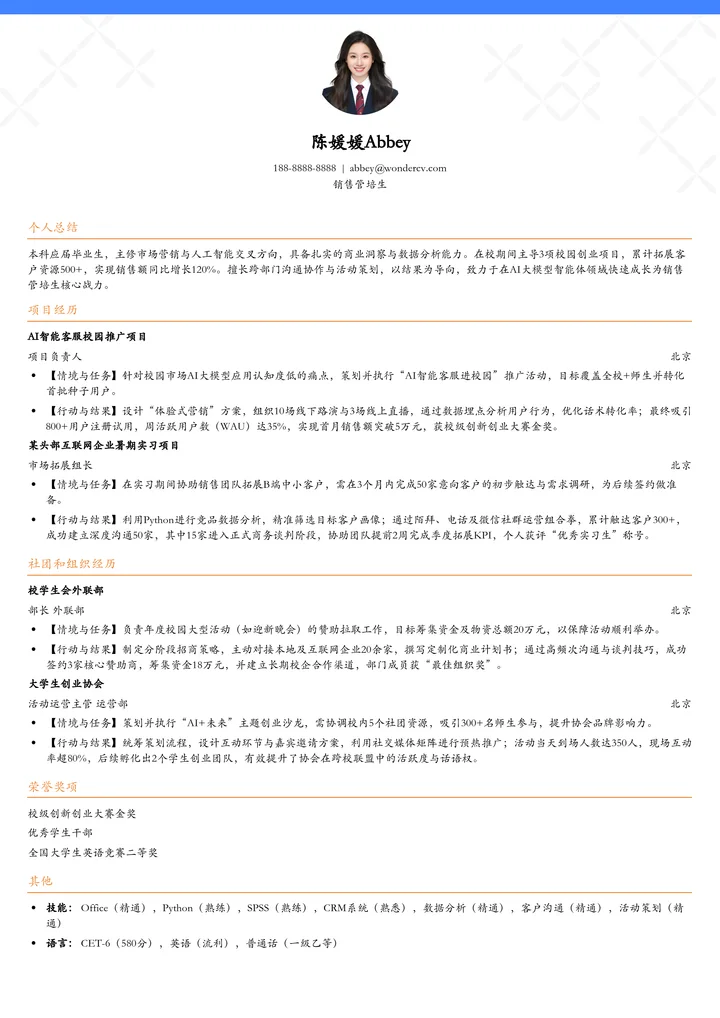 陈媛媛Abbey
188-8888-8888 | abbey@wondercv.com
销售管培生
个人总结
本科应届毕业生，主修市场营销与人工智能交叉方向，具备扎实的商业洞察与数据分析能力。在校期间主导3项校园创业项目，累计拓展客
户资源500+，实现销售额同比增长120%。擅长跨部门沟通协作与活动策划，以结果为导向，致力于在AI大模型智能体领域快速成长为销售
管培生核心战力。
项目经历
AI智能客服校园推广项目
项目负责人 北京
• 【情境与任务】针对校园市场AI大模型应用认知度低的痛点，策划并执行“AI智能客服进校园”推广活动，目标覆盖全校+师生并转化
首批种子用户。
• 【行动与结果】设计“体验式营销”方案，组织10场线下路演与3场线上直播，通过数据埋点分析用户行为，优化话术转化率；最终吸引
800+用户注册试用，周活跃用户数（WAU）达35%，实现首月销售额突破5万元，获校级创新创业大赛金奖。
某头部互联网企业暑期实习项目
市场拓展组长 北京
• 【情境与任务】在实习期间协助销售团队拓展B端中小客户，需在3个月内完成50家意向客户的初步触达与需求调研，为后续签约做准
备。
• 【行动与结果】利用Python进行竞品数据分析，精准筛选目标客户画像；通过陌拜、电话及微信社群运营组合拳，累计触达客户300+，
成功建立深度沟通50家，其中15家进入正式商务谈判阶段，协助团队提前2周完成季度拓展KPI，个人获评“优秀实习生”称号。
社团和组织经历
校学生会外联部
部长 外联部 北京
• 【情境与任务】负责年度校园大型活动（如迎新晚会）的赞助拉取工作，目标筹集资金及物资总额20万元，以保障活动顺利举办。
• 【行动与结果】制定分阶段招商策略，主动对接本地及互联网企业20余家，撰写定制化商业计划书；通过高频次沟通与谈判技巧，成功
签约3家核心赞助商，筹集资金18万元，并建立长期校企合作渠道，部门成员获“最佳组织奖”。
大学生创业协会
活动运营主管 运营部 北京
• 【情境与任务】策划并执行“AI+未来”主题创业沙龙，需协调校内5个社团资源，吸引300+名师生参与，提升协会品牌影响力。
• 【行动与结果】统筹策划流程，设计互动环节与嘉宾邀请方案，利用社交媒体矩阵进行预热推广；活动当天到场人数达350人，现场互动
率超80%，后续孵化出2个学生创业团队，有效提升了协会在跨校联盟中的活跃度与话语权。
荣誉奖项
校级创新创业大赛金奖
优秀学生干部
全国大学生英语竞赛二等奖
其他
• 技能： Office（精通）, Python（熟练）, SPSS（熟练）, CRM系统（熟悉）, 数据分析（精通）, 客户沟通（精通）, 活动策划（精
通）
• 语言： CET-6（580分）, 英语（流利）, 普通话（一级乙等）